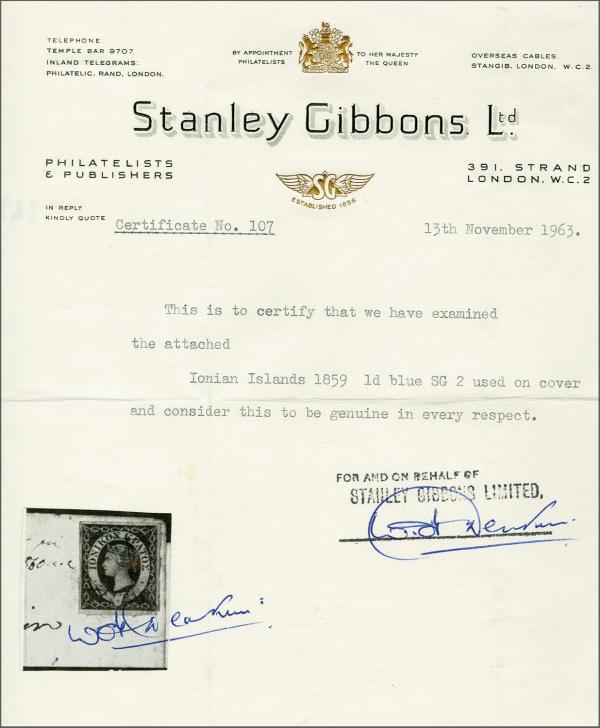 TELEPHONE
TEMPLE BAR 9707.
INLAND TELEGRAMS:
PHILATELIC, RAND, LONDON.
BY APPOINTMENT TO HER MAJESTY
PHILATELISTS THE QUEEN
OVERSEAS CABLES:
STANGIB, LONDON, W.C.2.
Stanley Gibbons. Ltd.
PHILATELISTS
& PUBLISHERS
391, STRAND
LONDON, W.C.2
SG
ESTABLISHED 1856
IN REPLY
KINDLY QUOTE
Certificate No. 107
13th November 1963.
This is to certify that we have examined
the attached
Ionian Islands 1859 1d blue SG 2 used on cover
and consider this to be genuine in every respect.
FOR AND ON BEHALF OF
STANLEY GIBBONS LIMITED.
ΙΟΝΙΚΟΝ ΚΡΑΤΟΣ